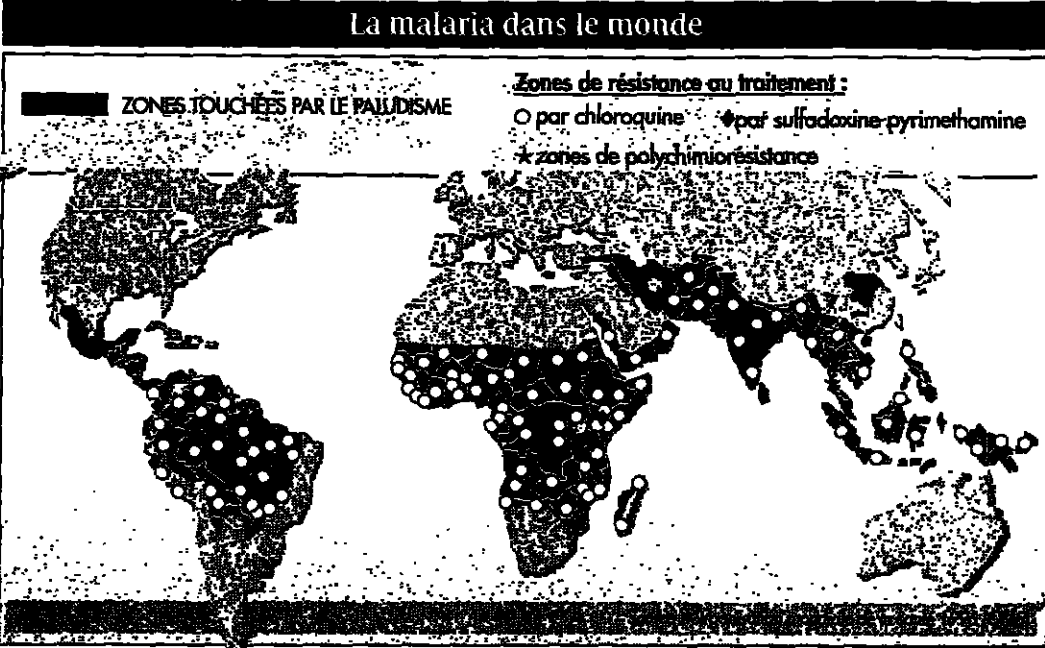 La malaria dans le monde
ZONES TOUCHÉES PAR LE PALUDISME
Zones de résistance au traitement :
par chloroquine
par sulfadoxine-pyrimethamine
zones de polychimiorésistance